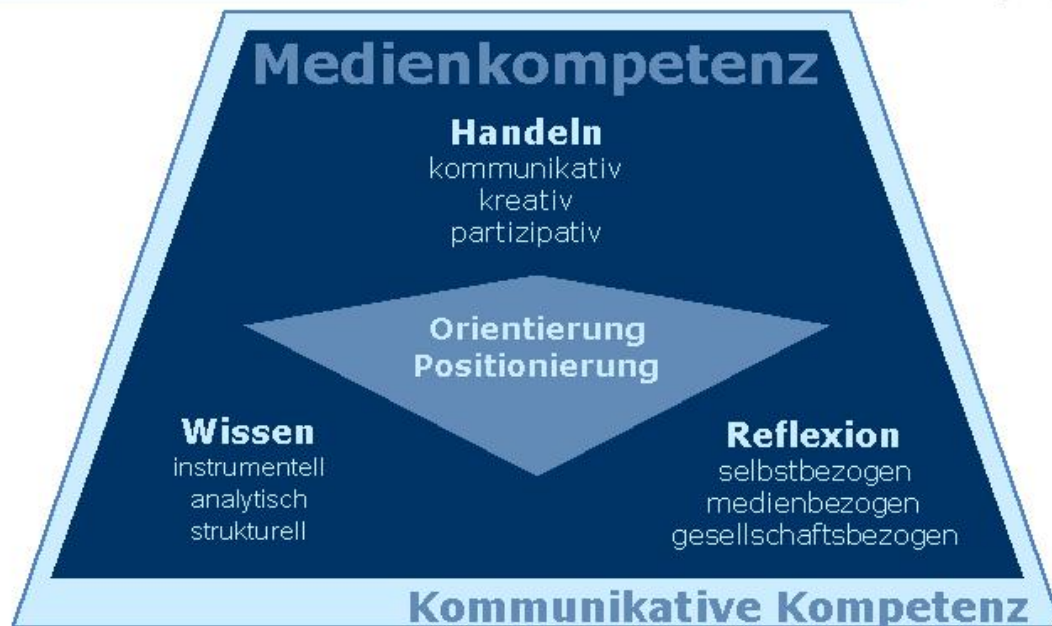 Medienkompetenz
Handeln
kommunikativ
kreativ
partizipativ
Orientierung
Positionierung
Wissen
instrumentell
analytisch
strukturell
Reflexion
selbstbezogen
medienbezogen
gesellschaftsbezogen
Kommunikative Kompetenz